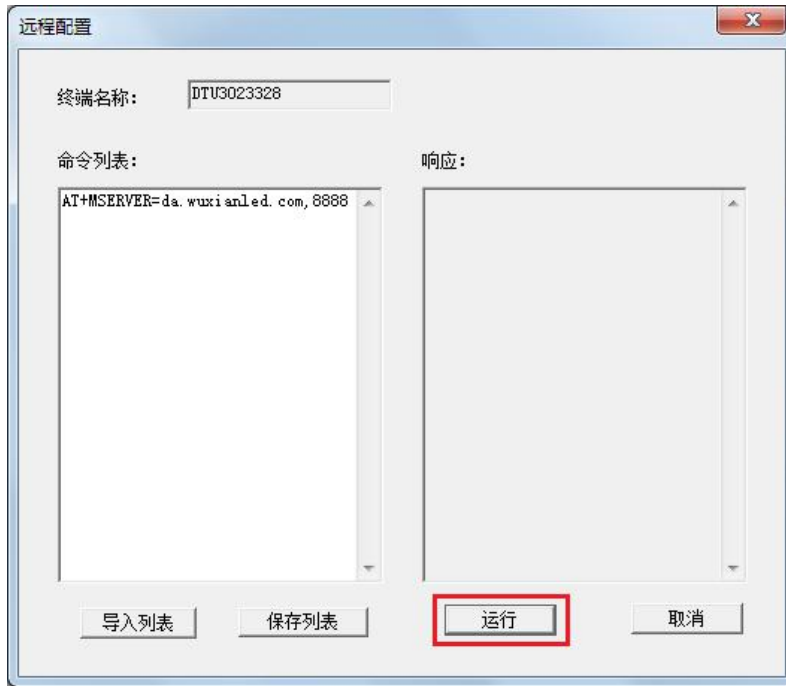 远程配置
终端名称：
DTU3023328
命令列表：
响应：
AT+MSERVER=da.wuxianled.com,8888
导入列表
保存列表
运行
取消